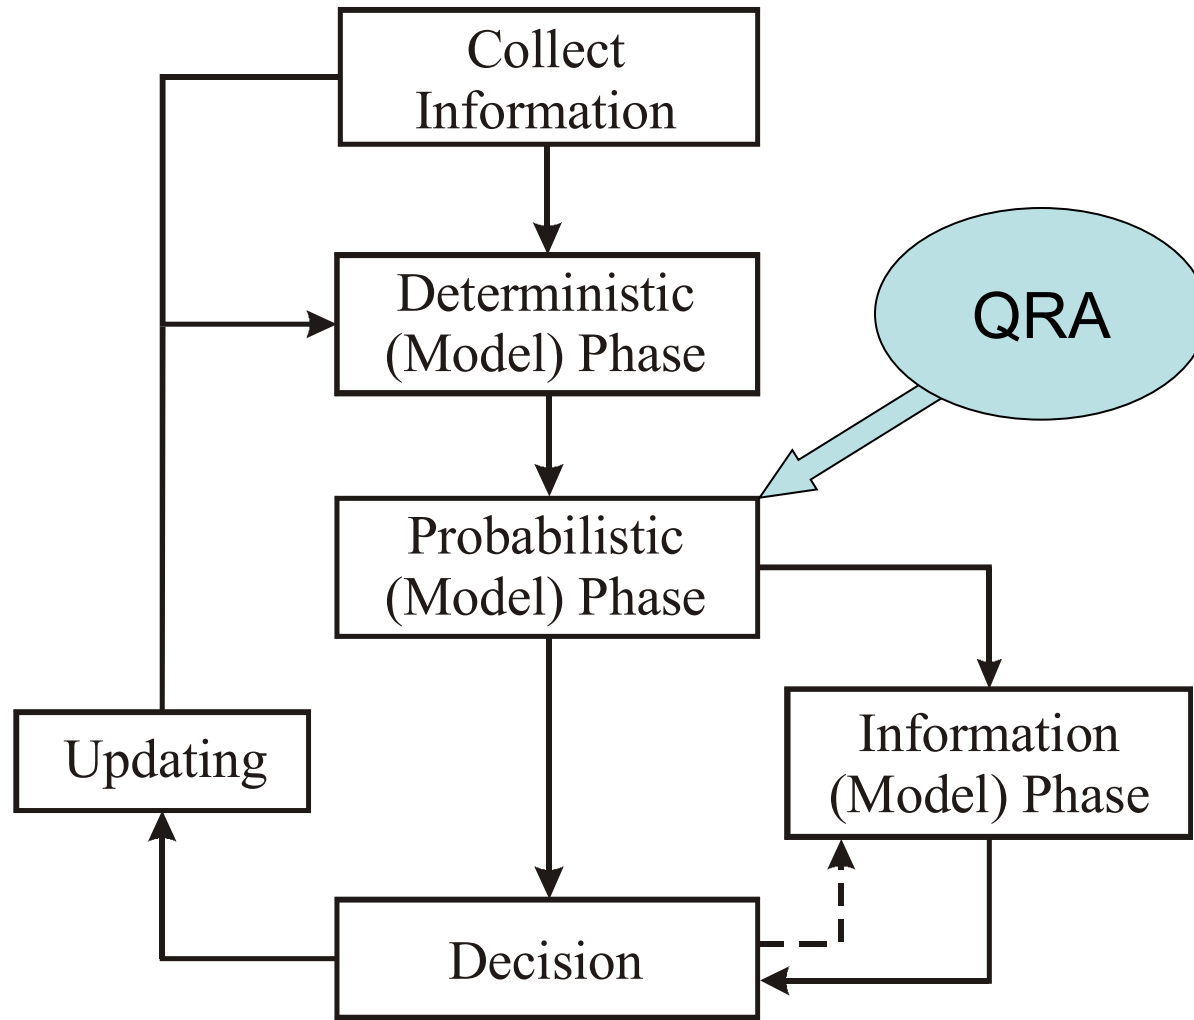 Collect
Information
Deterministic
(Model) Phase
QRA
Probabilistic
(Model) Phase
Updating
Information
(Model) Phase
Decision